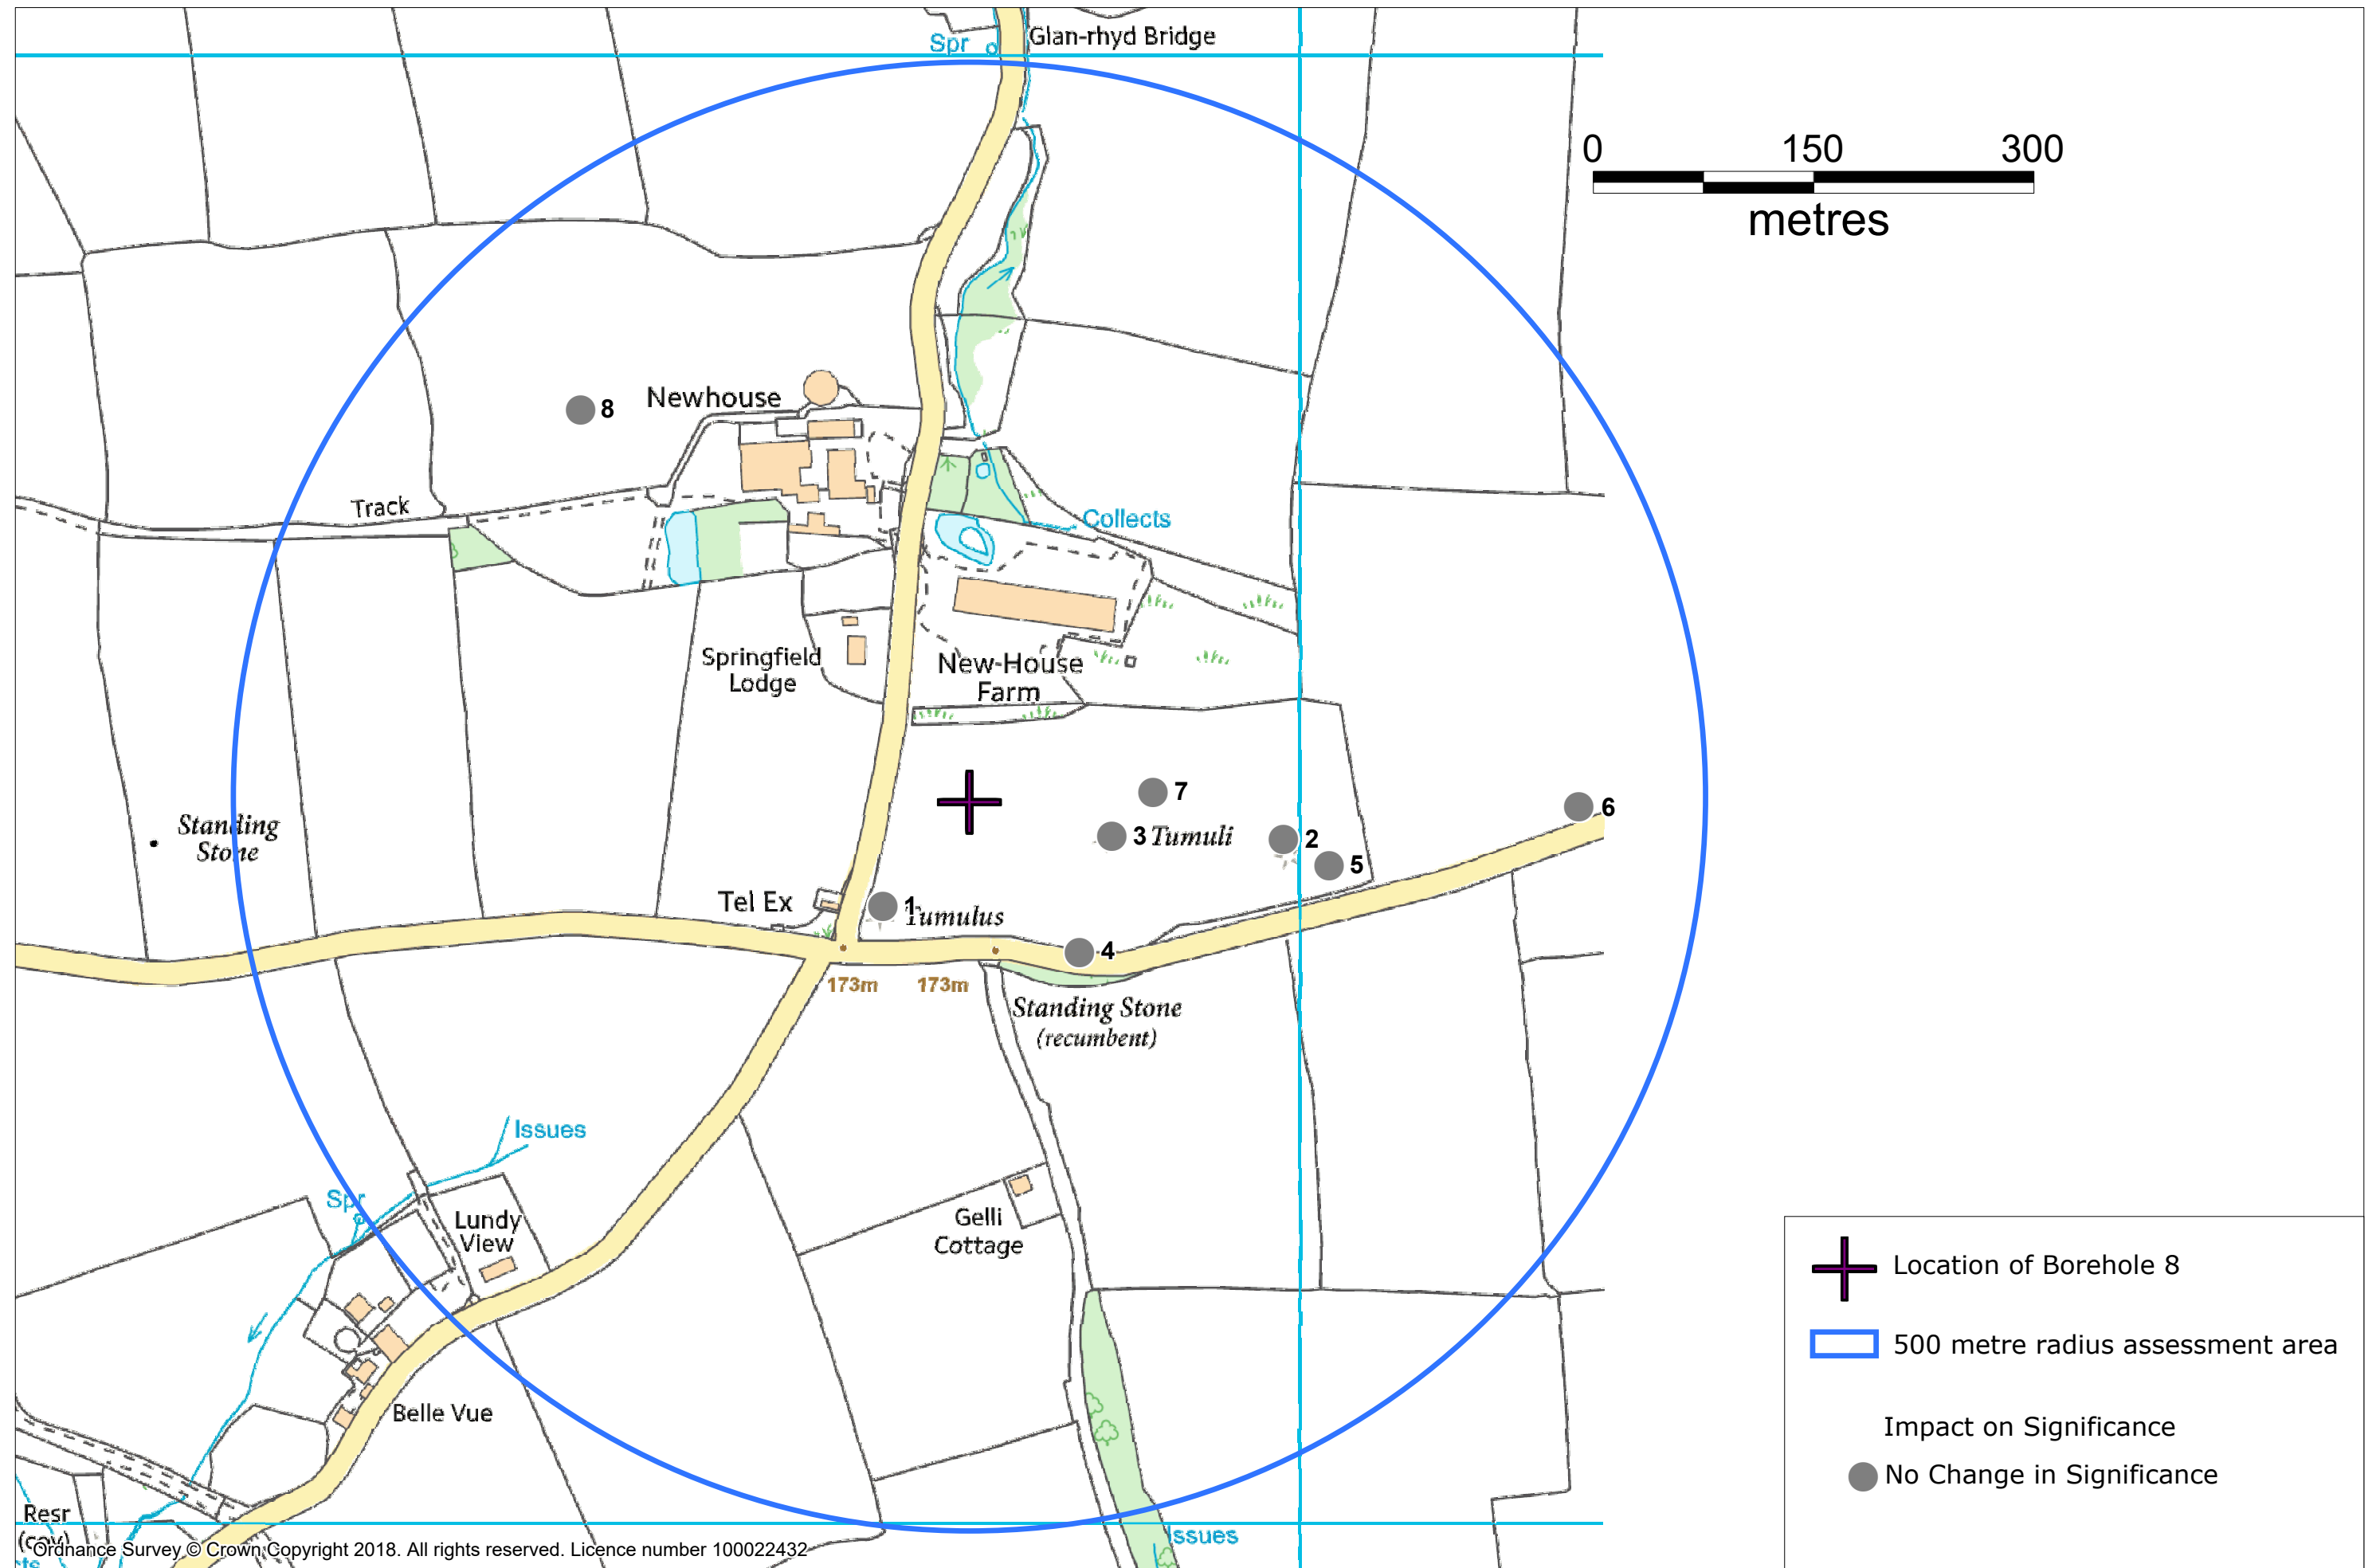 Glan-rhyd Bridge
Spr
0 150 300
metres
Newhouse
8
Track
Collects
Springfield
Lodge
New-House
Farm
7
Standing
Stone
3
Tumuli
2
6
5
Tel Ex
1
Tumulus
4
173m 173m
Standing Stone
(recumbent)
Issues
Spr
Lundy
View
Gelli
Cottage
Location of Borehole 8
500 metre radius assessment area
Belle Vue
Impact on Significance
No Change in Significance
Resr
(cov)
Issues
Ordnance Survey © Crown Copyright 2018. All rights reserved. Licence number 100022432